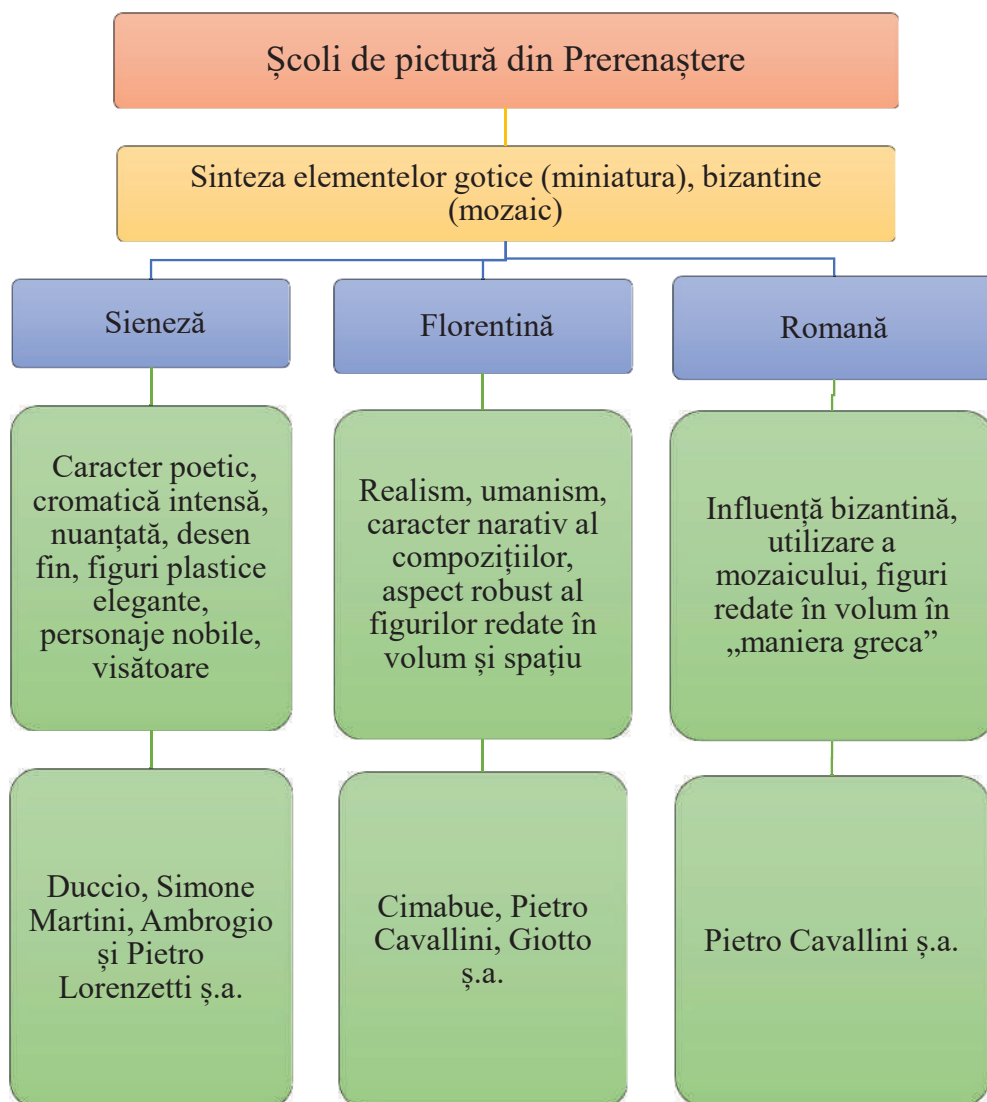 Școli de pictură din Prerenaștere
Sinteza elementelor gotice (miniatura), bizantine
(mozaic)
Sieneză
Caracter poetic,
cromatică intensă,
nuanțată, desen
fin, figuri plastice
elegante,
personaje nobile,
visătoare
Duccio, Simone
Martini, Ambrogio
și Pietro
Lorenzetti ș.a.
Florentină
Realism, umanism,
caracter narativ al
compozițiilor,
aspect robust al
figurilor redate în
volum și spațiu
Cimabue, Pietro
Cavallini, Giotto
ș.a.
Romană
Influență bizantină,
utilizare a
mozaicului, figuri
redate în volum în
„maniera greca”
Pietro Cavallini ș.a.